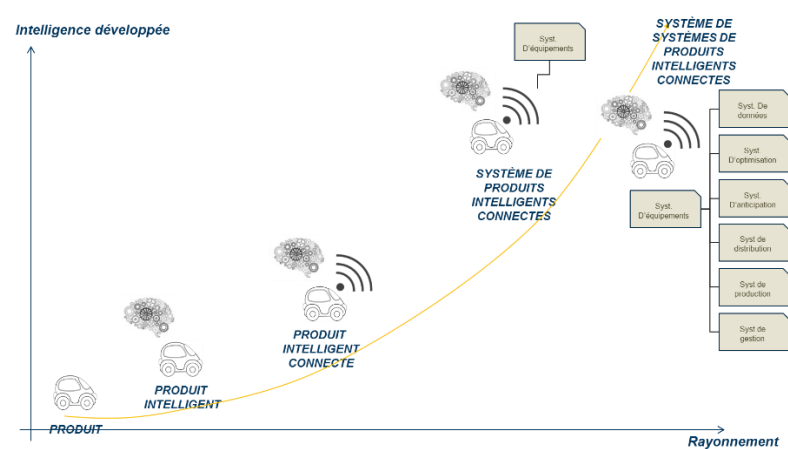 Intelligence développée
Syst.
D'équipements
SYSTÈME DE
SYSTÈMES DE
PRODUITS
INTELLIGENTS
CONNECTES
Syst. De
données
Syst.
D'optimisation
Syst.
D'anticipation
Syst de
distribution
Syst de
production
Syst de
gestion
Syst.
D'équipements
SYSTÈME DE
PRODUITS
INTELLIGENTS
CONNECTES
PRODUIT
INTELLIGENT
CONNECTE
PRODUIT
INTELLIGENT
PRODUIT
Rayonnement